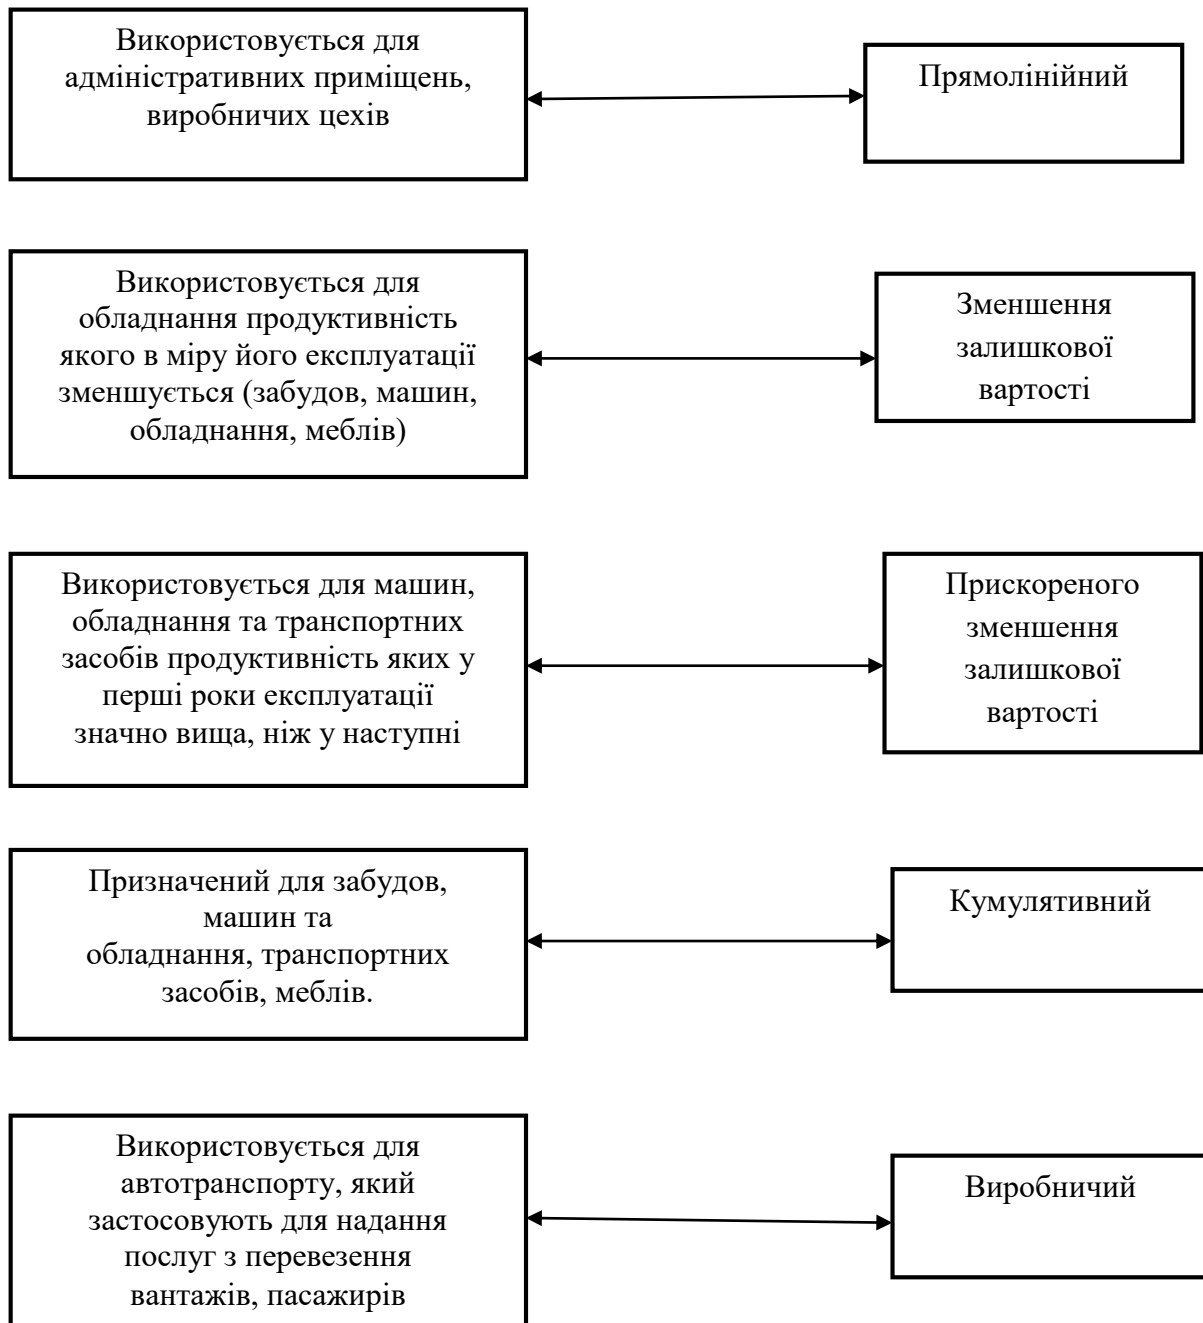 Використовується для
адміністративних приміщень,
виробничих цехів
Прямолінійний
Використовується для
обладнання продуктивність
якого в міру його експлуатації
зменшується (забудов, машин,
обладнання, меблів)
Зменшення
залишкової
вартості
Використовується для машин,
обладнання та транспортних
засобів продуктивність яких у
перші роки експлуатації
значно вища, ніж у наступні
Прискореного
зменшення
залишкової
вартості
Призначений для забудов,
машин та
обладнання, транспортних
засобів, меблів.
Кумулятивний
Використовується для
автотранспорту, який
застосовують для надання
послуг з перевезення
вантажів, пасажирів
Виробничий